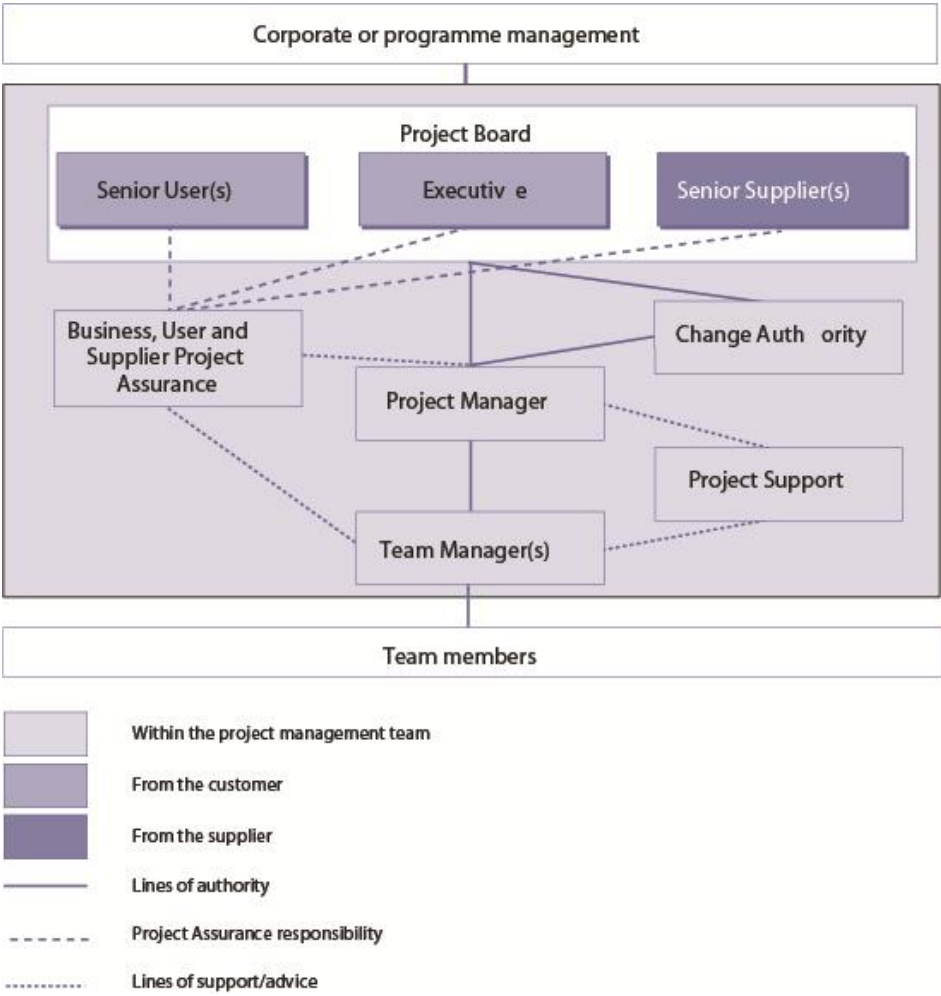 Corporate or programme management
Project Board
Senior User(s)
Executiv e
Senior Supplier(s)
Business, User and
Supplier Project
Assurance
Change Auth ority
Project Manager
Project Support
Team Manager(s)
Team members
Within the project management team
From the customer
From the supplier
Lines of authority
Project Assurance responsibility
Lines of support/advice